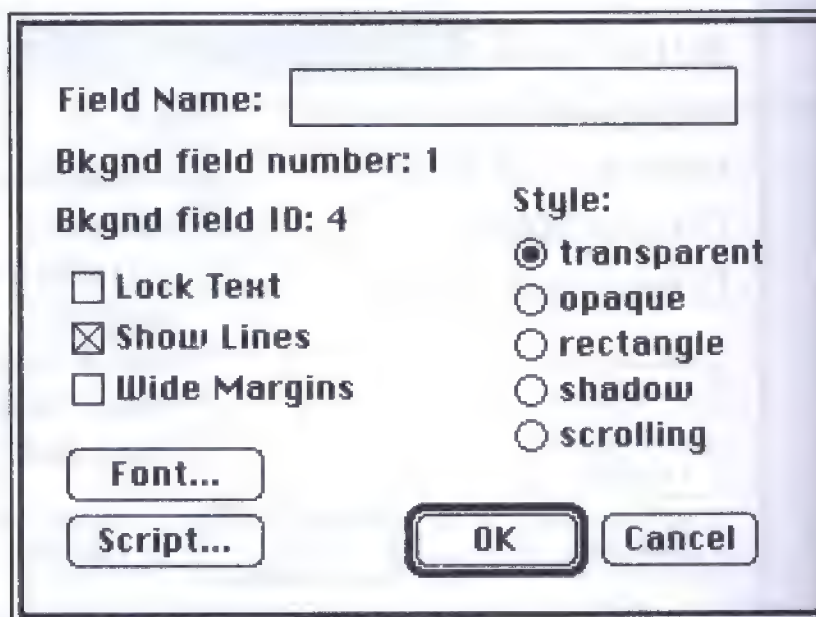 Field Name:
Bkgnd field number: 1
Bkgnd field ID: 4
Lock Text
Show Lines
Wide Margins
Style:
transparent
opaque
rectangle
shadow
scrolling
Font...
Script...
OK
Cancel